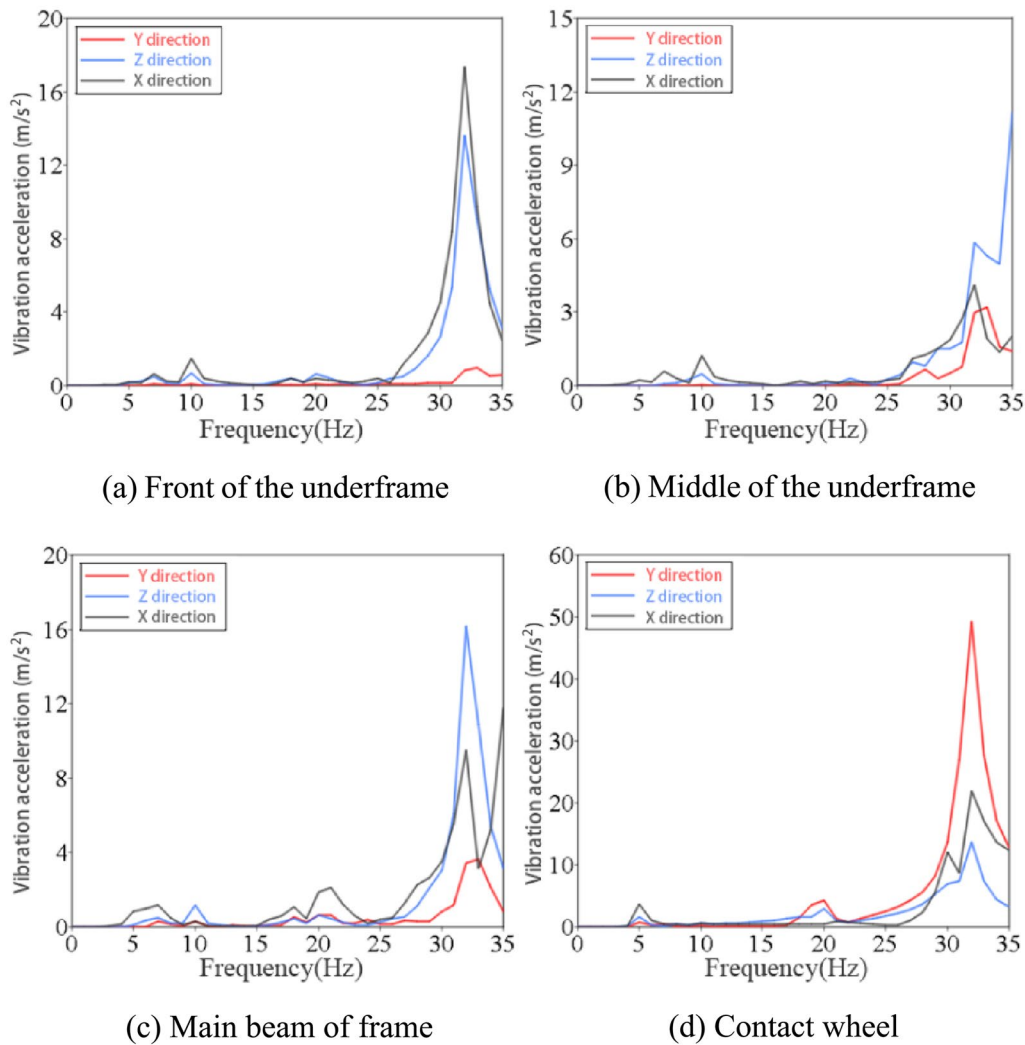 20
16
12
8
4
0
Vibration acceleration (m/s²)
Y direction
Z direction
X direction
0 5 10 15 20 25 30 35
Frequency(Hz)
(a) Front of the underframe
15
12
9
6
3
0
Vibration acceleration (m/s²)
Y direction
Z direction
X direction
0 5 10 15 20 25 30 35
Frequency(Hz)
(b) Middle of the underframe
20
16
12
8
4
0
Vibration acceleration (m/s²)
Y direction
Z direction
X direction
0 5 10 15 20 25 30 35
Frequency(Hz)
(c) Main beam of frame
60
50
40
30
20
10
0
Vibration acceleration (m/s²)
Y direction
Z direction
X direction
0 5 10 15 20 25 30 35
Frequency(Hz)
(d) Contact wheel